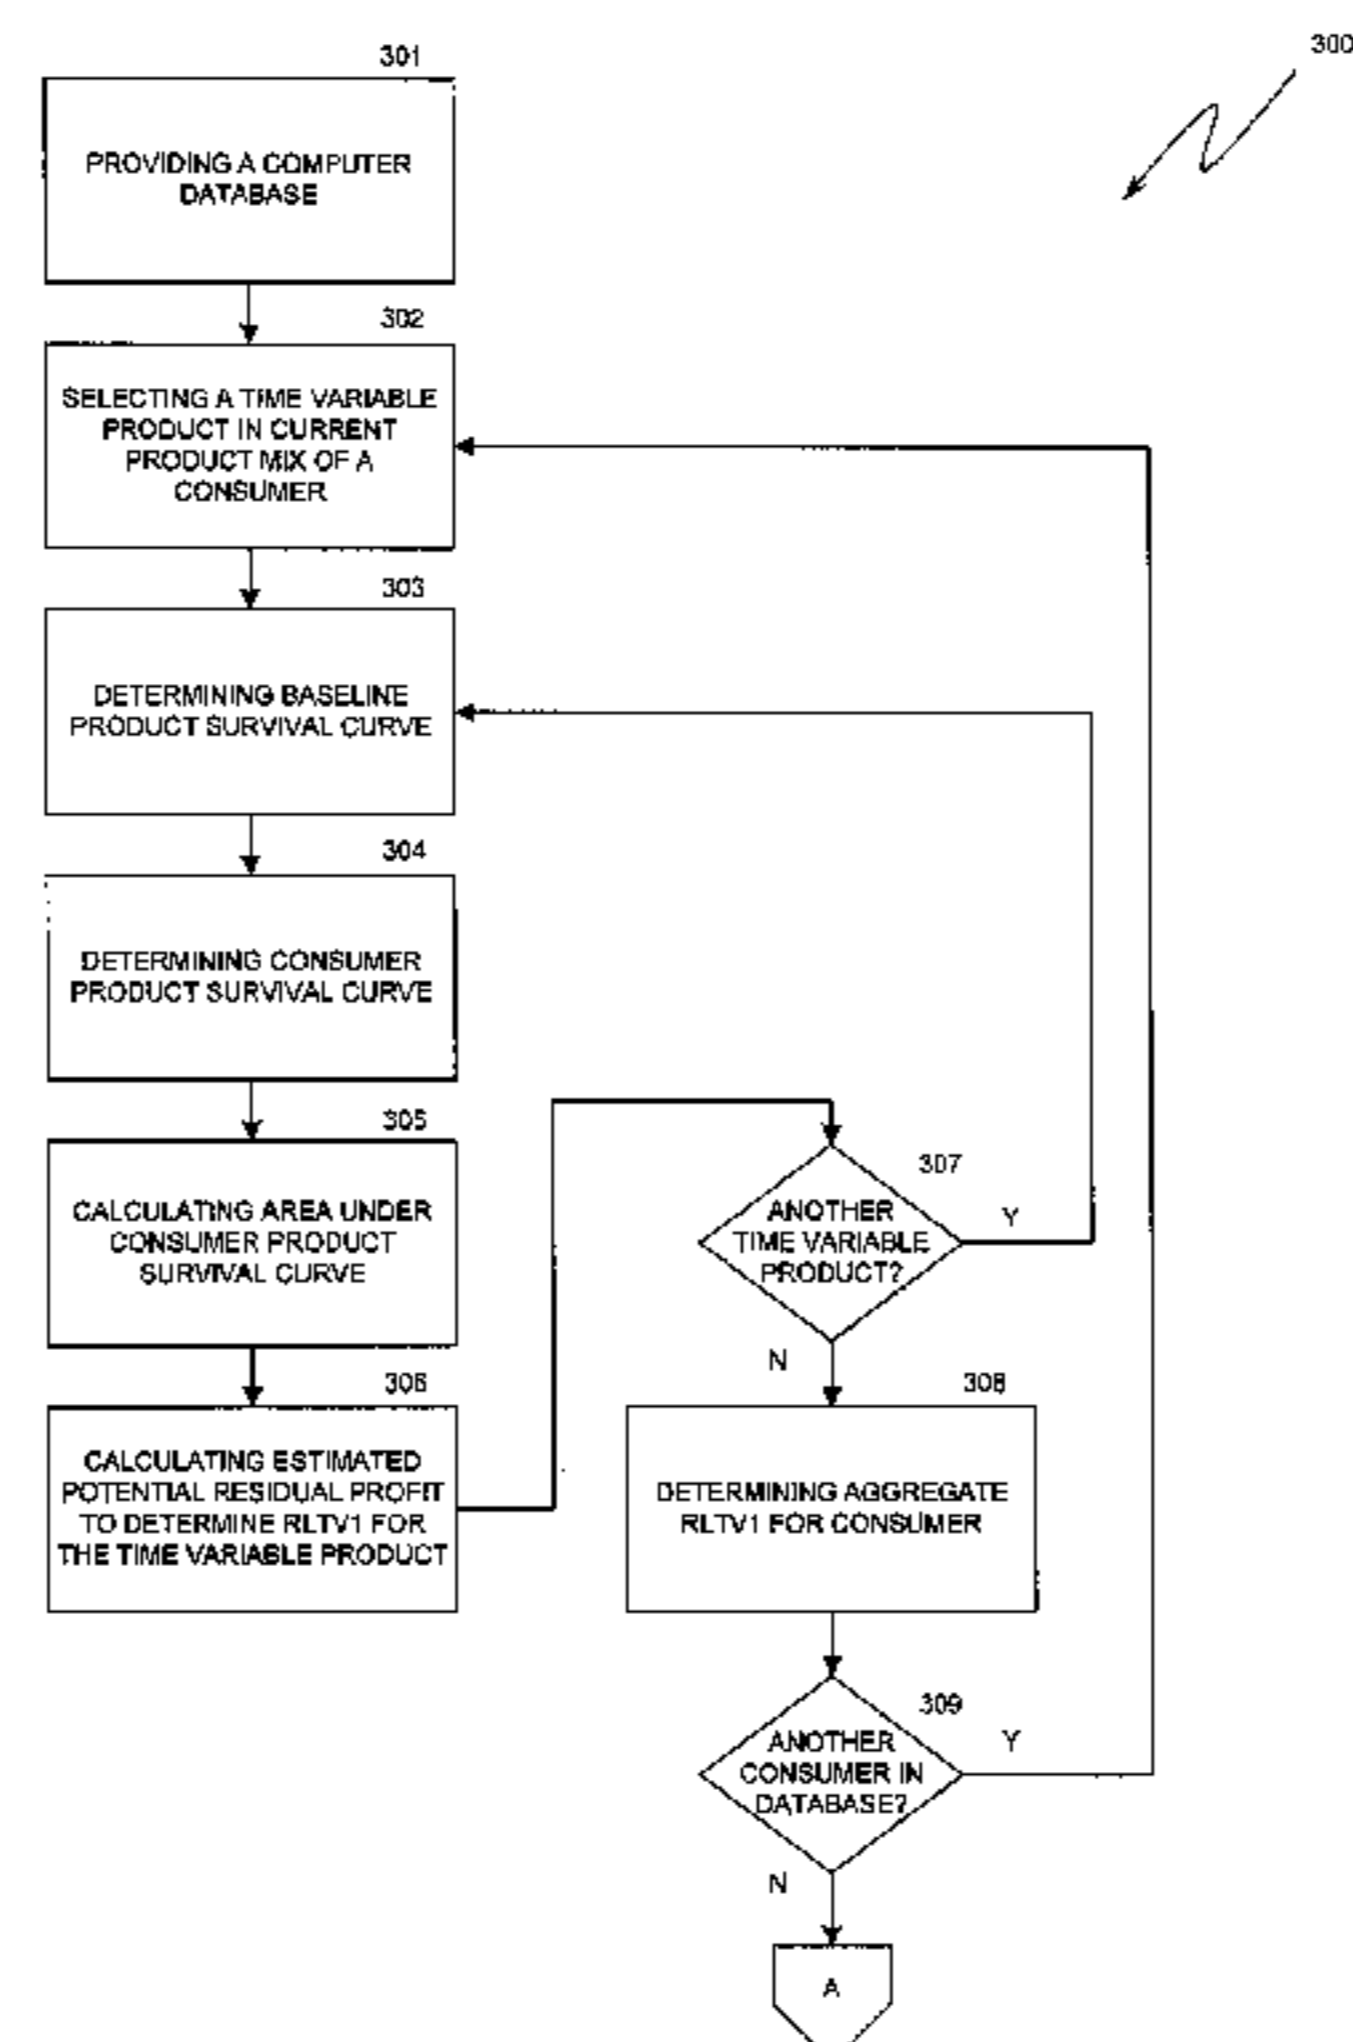 300
301
PROVIDING A COMPUTER
DATABASE
302
SELECTING A TIME VARIABLE
PRODUCT IN CURRENT
PRODUCT MIX OF A
CONSUMER
303
DETERMINING BASELINE
PRODUCT SURVIVAL CURVE
304
DETERMINING CONSUMER
PRODUCT SURVIVAL CURVE
305
CALCULATING AREA UNDER
CONSUMER PRODUCT
SURVIVAL CURVE
306
CALCULATING ESTIMATED
POTENTIAL RESIDUAL PROFIT
TO DETERMINE RLTV1 FOR
THE TIME VARIABLE PRODUCT
307
ANOTHER
TIME VARIABLE
PRODUCT?
Y
N
308
DETERMINING AGGREGATE
RLTV1 FOR CONSUMER
309
ANOTHER
CONSUMER IN
DATABASE?
Y
N
A